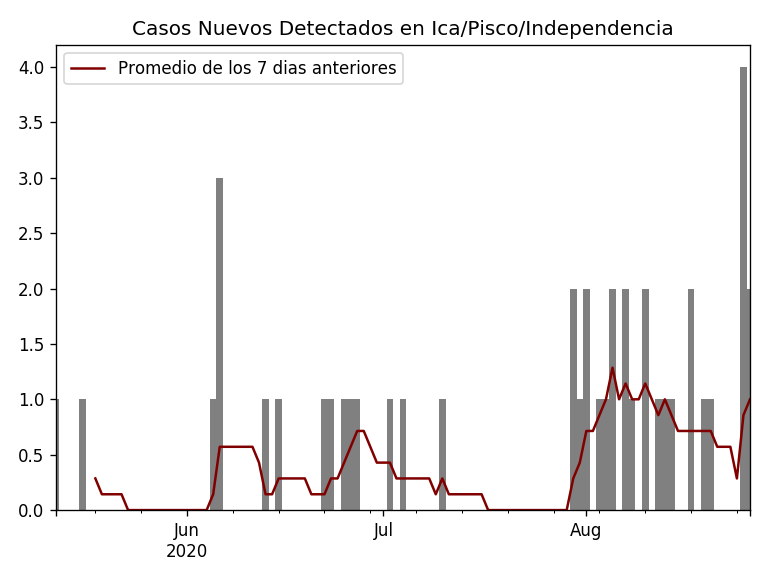 Casos Nuevos Detectados en Ica/Pisco/Independencia
Promedio de los 7 dias anteriores
4.0
3.5
3.0
2.5
2.0
1.5
1.0
0.5
0.0
Jun
2020
Jul
Aug